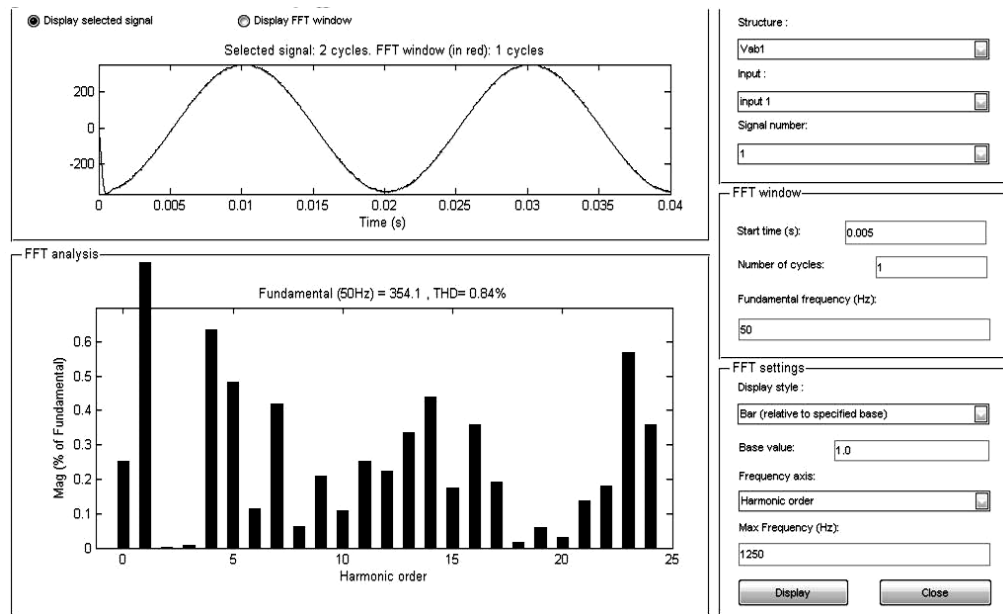 Display selected signal
Display FFT window
Selected signal: 2 cycles. FFT window (in red): 1 cycles
200
0
-200
0
0.005
0.01
0.015
0.02
0.025
0.03
0.035
0.04
Time (s)
FFT analysis
Fundamental (50Hz) = 354.1 , THD= 0.84%
Mag (% of Fundamental)
0.6
0.5
0.4
0.3
0.2
0.1
0
0
5
10
15
20
25
Harmonic order
Structure :
Vab1
Input :
input 1
Signal number:
1
FFT window
Start time (s):
0.005
Number of cycles:
1
Fundamental frequency (Hz):
50
FFT settings
Display style :
Bar (relative to specified base)
Base value:
1.0
Frequency axis:
Harmonic order
Max Frequency (Hz):
1250
Display
Close